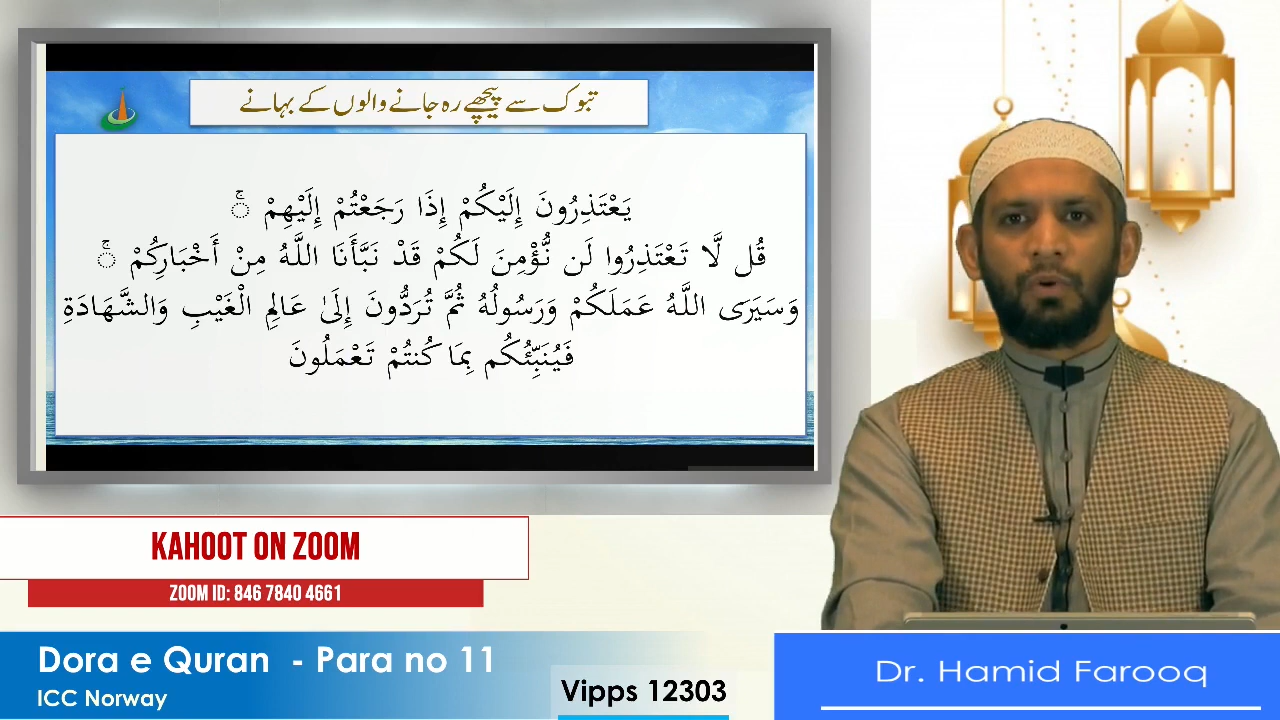 تبوک سے پیچھے رہ جانے والوں کے بہانے
يَعْتَذِرُونَ إِلَيْكُمْ إِذَا رَجَعْتُمْ إِلَيْهِمْ ۚ
قُل لَّا تَعْتَذِرُوا لَن نُّؤْمِنَ لَكُمْ قَدْ نَبَّأَنَا اللَّهُ مِنْ أَخْبَارِكُمْ ۚ
وَسَيَرَى اللَّهُ عَمَلَكُمْ وَرَسُولُهُ ثُمَّ تُرَدُّونَ إِلَىٰ عَالِمِ الْغَيْبِ وَالشَّهَادَةِ
فَيُنَبِّئُكُم بِمَا كُنتُمْ تَعْمَلُونَ
KAHOOT ON ZOOM
ZOOM ID: 846 7840 4661
Dora e Quran - Para no 11
ICC Norway
Vipps 12303
Dr. Hamid Farooq